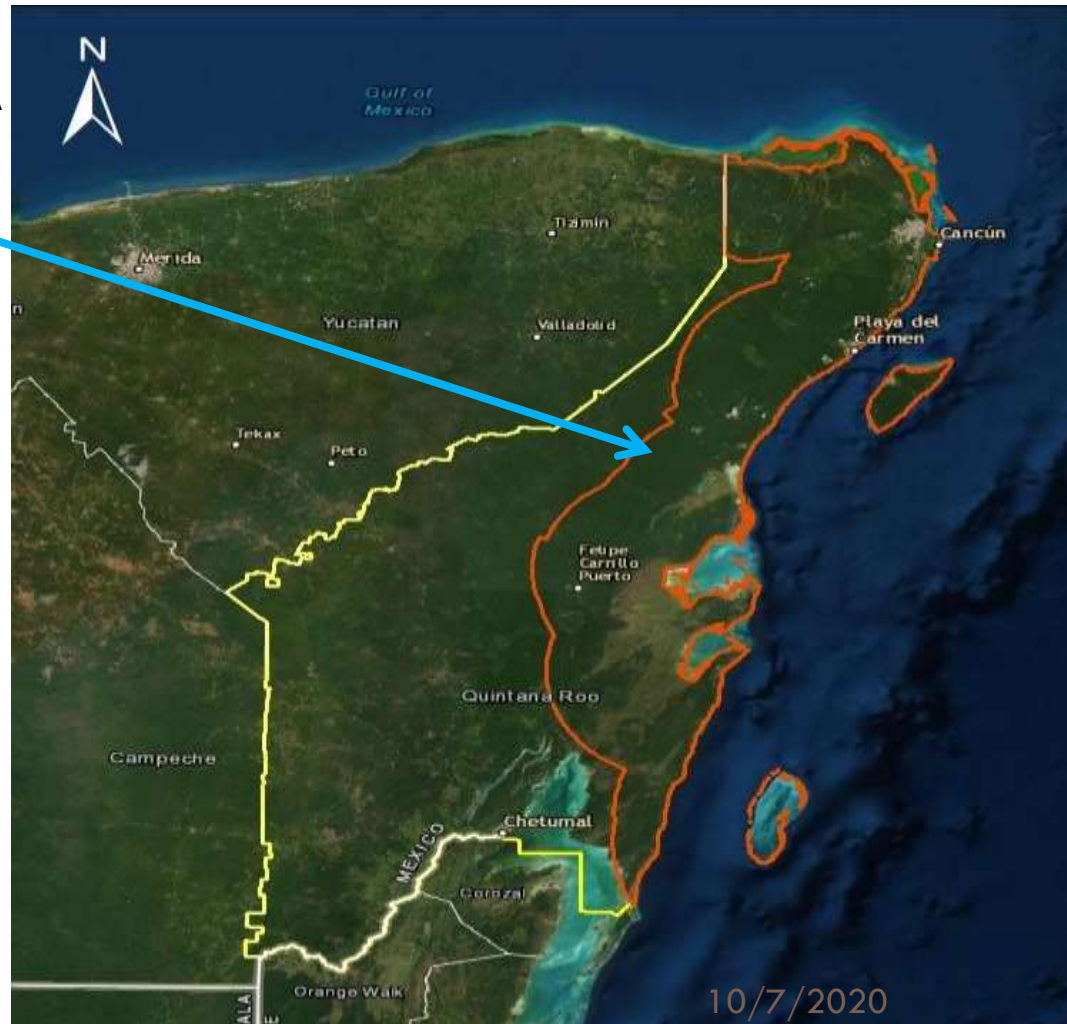 N
A
Gulf of
Mexico
Tizimin
Cancún
Merida
n
Yucatan
Valladolid
Playa del
Carmen
Tekax
Peto
Felipe
Carrillo
Puerto
Quintana Roo
Campeche
Chetumal
MEXICO
Corozal
Orange Walk
ALA
E
10/7/2020